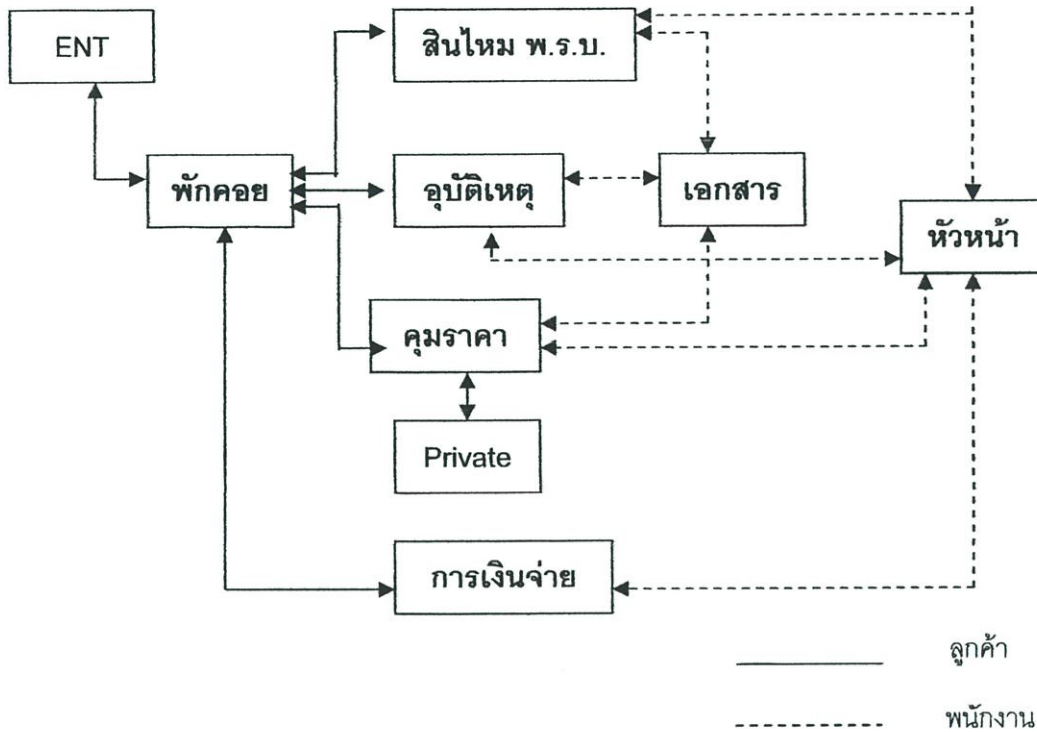 ENT
สินไหม พ.ร.บ.
พักคอย
อุบัติเหตุ
เอกสาร
หัวหน้า
คุมราคา
Private
การเงินจ่าย
ลูกค้า
พนักงาน